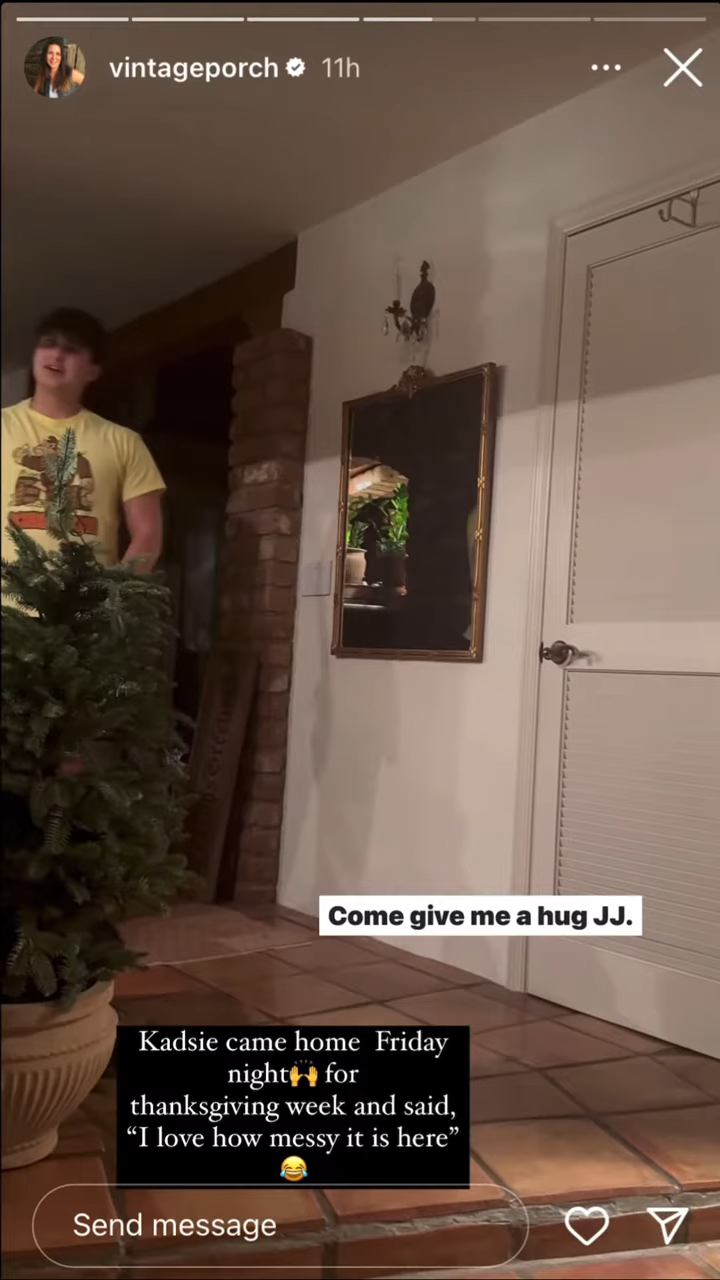 vintageporch 11h
Come give me a hug JJ.
Kadsie came home Friday
night🙌 for
thanksgiving week and said,
“I love how messy it is here”
😂
Send message